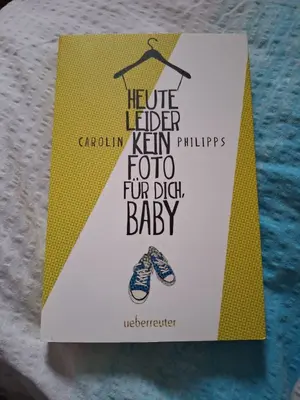 HEUTE
LEIDER
CAROLIN KEIN PHILIPPS
FOTO
FÜR DICH,
BABY
ueberreuter